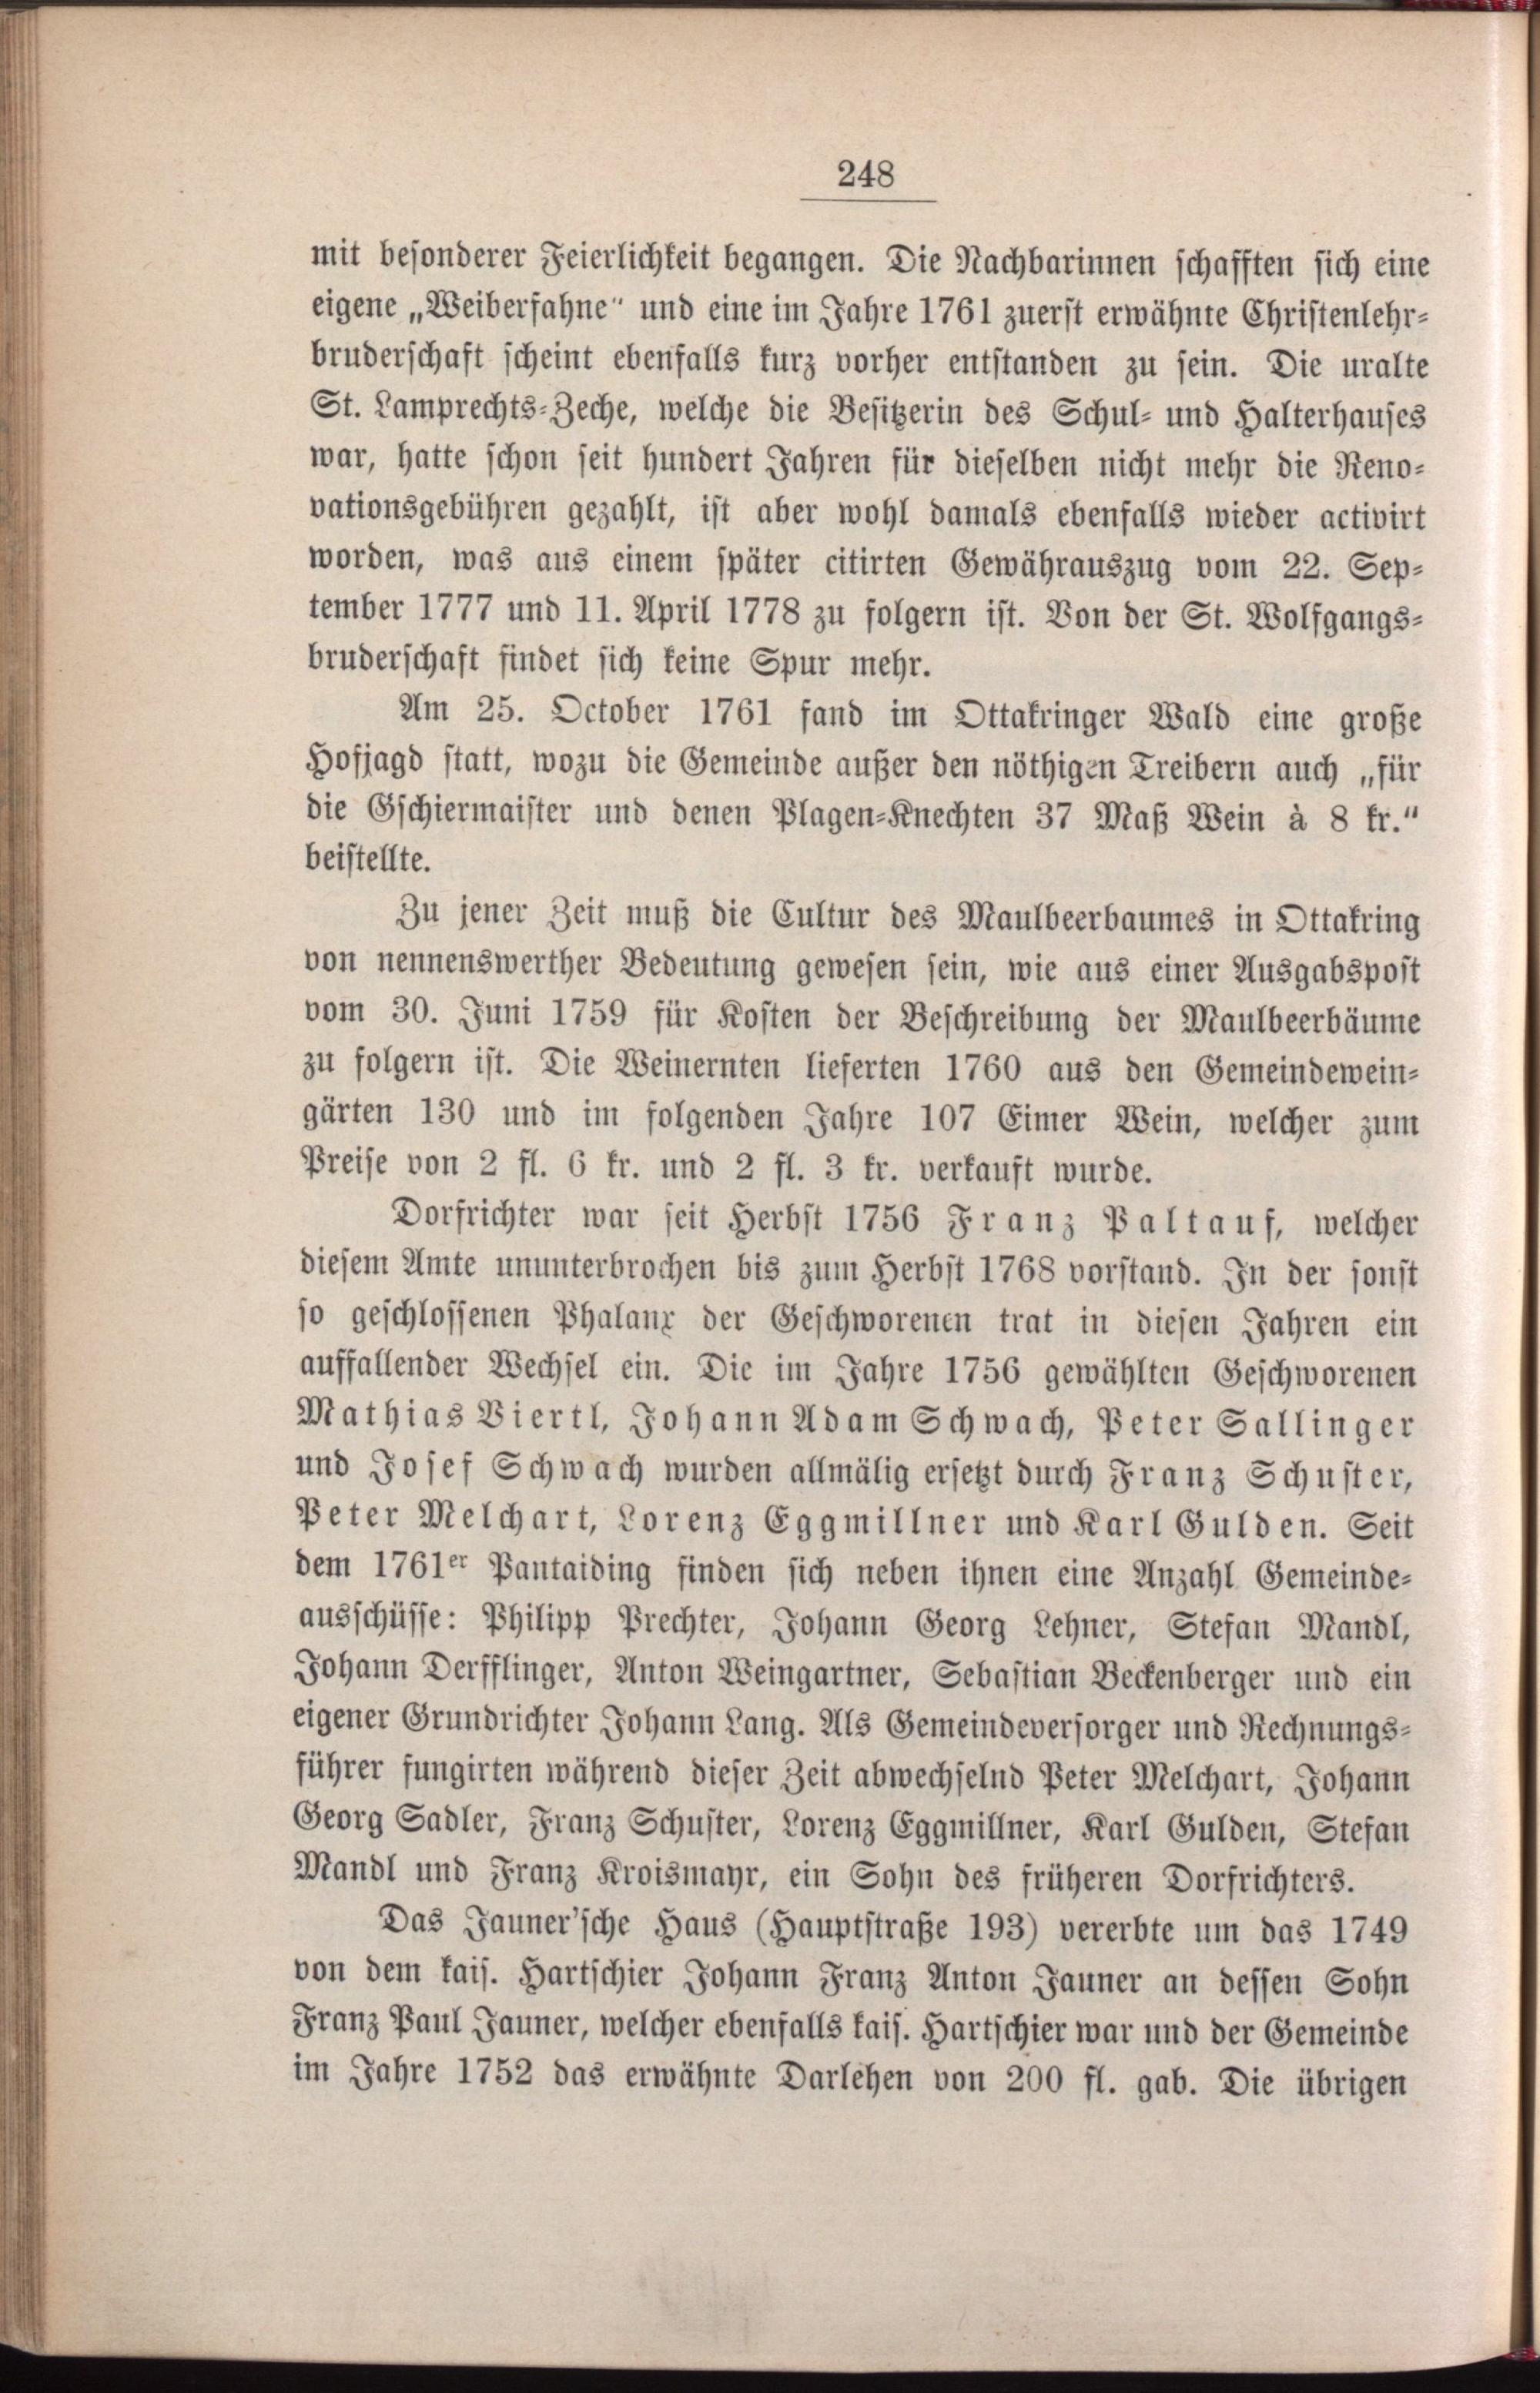 248
mit besonderer Feierlichkeit begangen. Die Nachbarinnen schafften sich eine
eigene „Weiberfahne“ und eine im Jahre 1761 zuerst erwähnte Christenlehr-
bruderschaft scheint ebenfalls kurz vorher entstanden zu sein. Die uralte
St. Lamprechts-Zeche, welche die Besitzerin des Schul- und Halterhauses
war, hatte schon seit hundert Jahren für dieselben nicht mehr die Reno-
vationsgebühren gezahlt, ist aber wohl damals ebenfalls wieder activirt
worden, was aus einem später citirten Gewährauszug vom 22. Sep-
tember 1777 und 11. April 1778 zu folgern ist. Von der St. Wolfgangs-
bruderschaft findet sich keine Spur mehr.
Am 25. October 1761 fand im Ottakringer Wald eine große
Hofjagd statt, wozu die Gemeinde außer den nöthigen Treibern auch „für
die Gschiermaister und denen Plagen-Knechten 37 Maß Wein à 8 kr.“
beistellte.
Zu jener Zeit muß die Cultur des Maulbeerbaumes in Ottakring
von nennenswerther Bedeutung gewesen sein, wie aus einer Ausgabspost
vom 30. Juni 1759 für Kosten der Beschreibung der Maulbeerbäume
zu folgern ist. Die Weinernten lieferten 1760 aus den Gemeindewein-
gärten 130 und im folgenden Jahre 107 Eimer Wein, welcher zum
Preise von 2 fl. 6 kr. und 2 fl. 3 kr. verkauft wurde.
Dorfrichter war seit Herbst 1756 Franz Paltauf, welcher
diesem Amte ununterbrochen bis zum Herbst 1768 vorstand. In der sonst
so geschlossenen Phalanx der Geschworenen trat in diesen Jahren ein
auffallender Wechsel ein. Die im Jahre 1756 gewählten Geschworenen
Mathias Viertl, Johann Adam Schwach, Peter Sallinger
und Josef Schwach wurden allmälig ersetzt durch Franz Schuster,
Peter Melchart, Lorenz Eggmillner und Karl Gulden. Seit
dem 1761er Pantaiding finden sich neben ihnen eine Anzahl Gemeinde-
ausschüsse: Philipp Prechter, Johann Georg Lehner, Stefan Mandl,
Johann Derfflinger, Anton Weingartner, Sebastian Beckenberger und ein
eigener Grundrichter Johann Lang. Als Gemeindeversorger und Rechnungs-
führer fungirten während dieser Zeit abwechselnd Peter Melchart, Johann
Georg Sadler, Franz Schuster, Lorenz Eggmillner, Karl Gulden, Stefan
Mandl und Franz Kroismayr, ein Sohn des früheren Dorfrichters.
Das Jauner'sche Haus (Hauptstraße 193) vererbte um das 1749
von dem kais. Hartschier Johann Franz Anton Jauner an dessen Sohn
Franz Paul Jauner, welcher ebenfalls kais. Hartschier war und der Gemeinde
im Jahre 1752 das erwähnte Darlehen von 200 fl. gab. Die übrigen